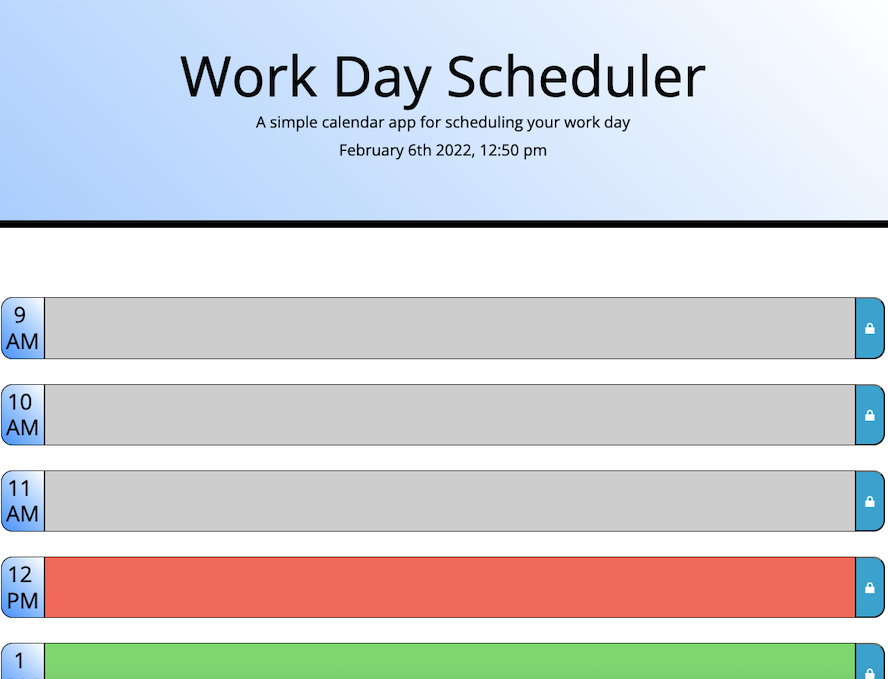 Work Day Scheduler
A simple calendar app for scheduling your work day
February 6th 2022, 12:50 pm
9
AM
10
AM
11
AM
12
PM
1